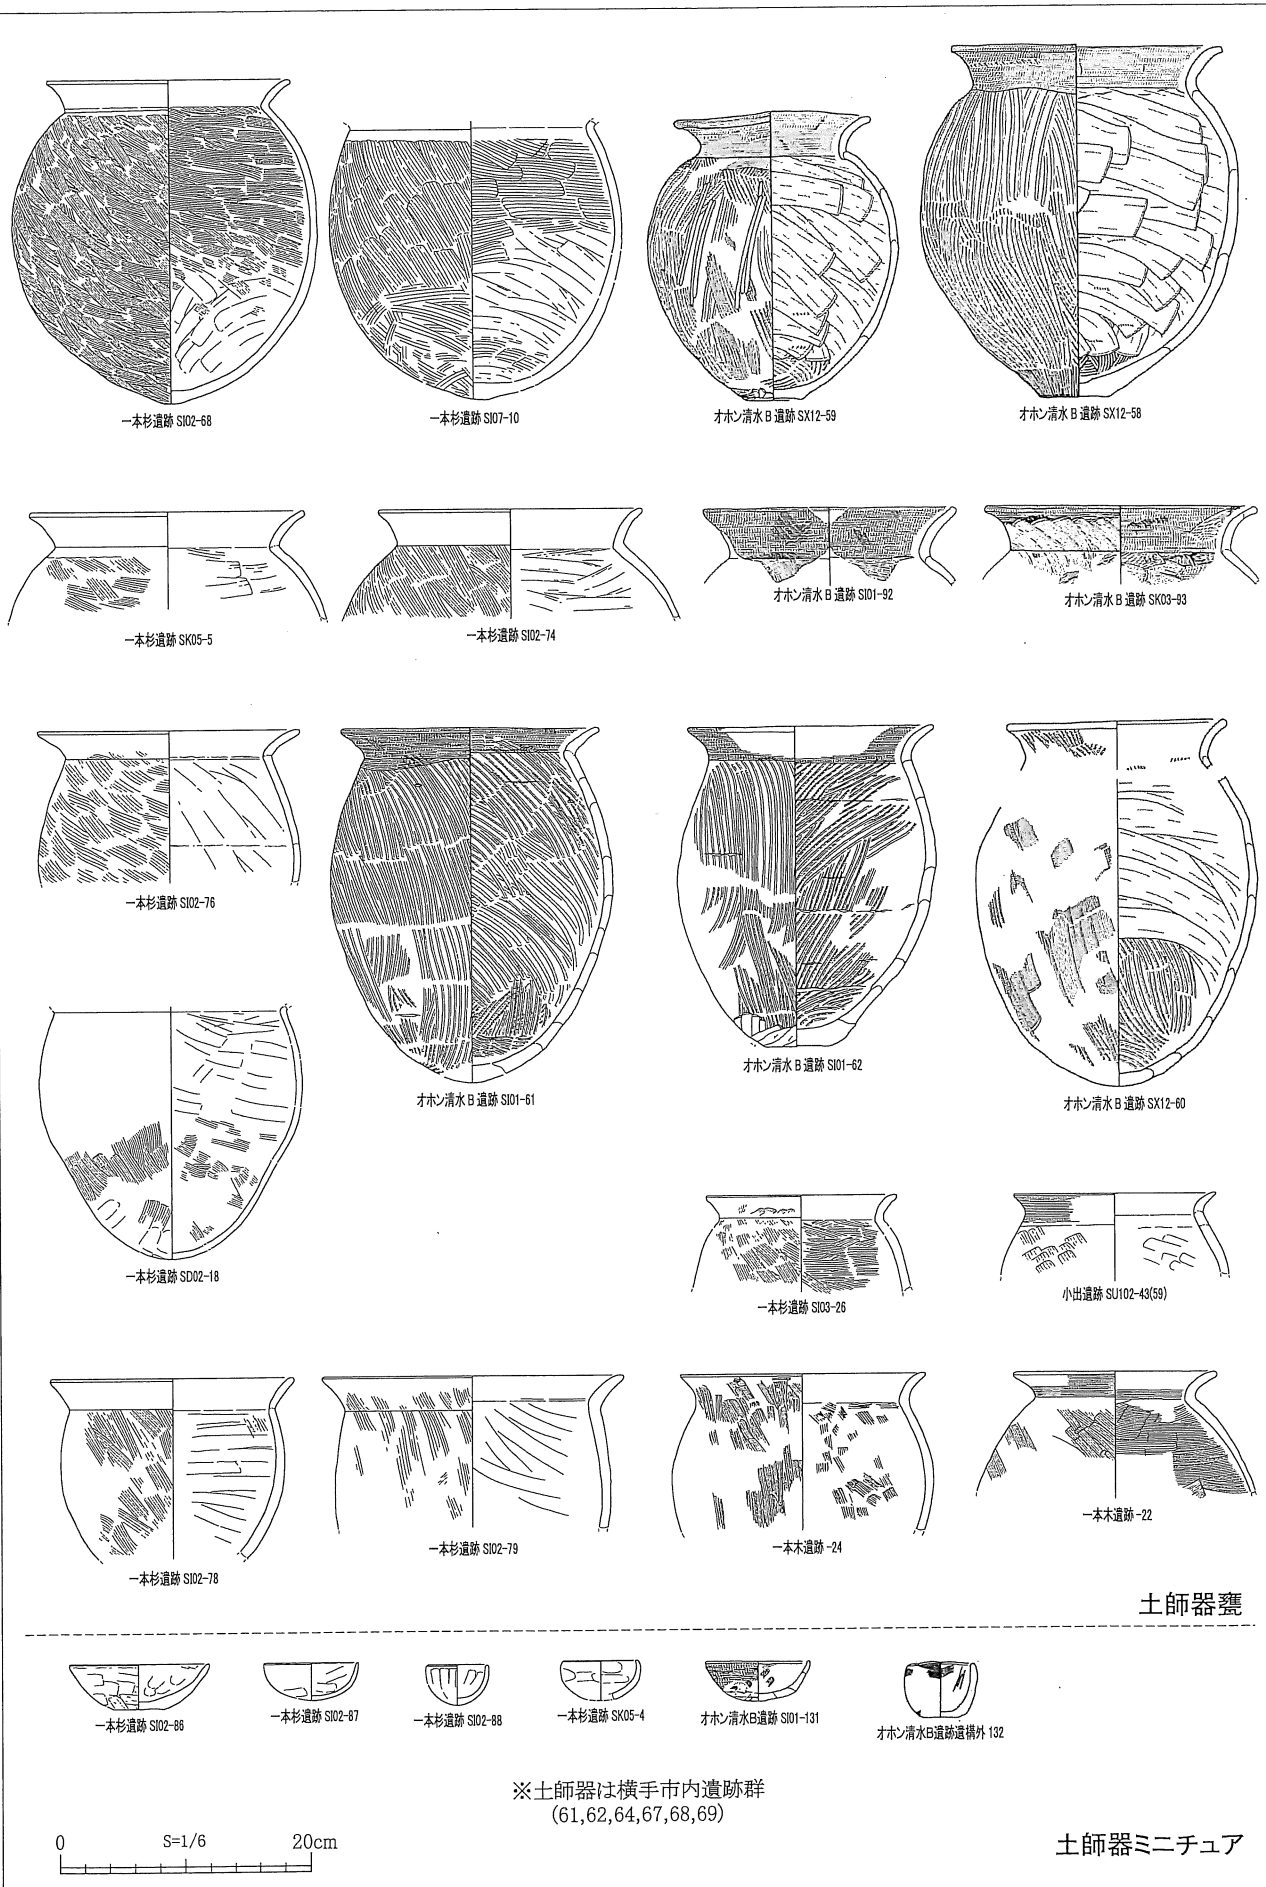 一本杉遺跡 SI02-68
一本杉遺跡 SI07-10
オホン清水 B 遺跡 SX12-59
オホン清水 B 遺跡 SX12-58
一本杉遺跡 SK05-5
一本杉遺跡 SI02-74
オホン清水 B 遺跡 SI01-92
オホン清水 B 遺跡 SK03-93
一本杉遺跡 SI02-76
オホン清水 B 遺跡 SI01-61
オホン清水 B 遺跡 SI01-62
オホン清水 B 遺跡 SX12-60
一本杉遺跡 SD02-18
一本杉遺跡 SI03-26
小出遺跡 SU102-43(59)
一本杉遺跡 SI02-78
一本杉遺跡 SI02-79
一本木遺跡 -24
一本木遺跡 -22
土師器甕
一本杉遺跡 SI02-86
一本杉遺跡 SI02-87
一本杉遺跡 SI02-88
一本杉遺跡 SK05-4
オホン清水B遺跡 SI01-131
オホン清水B遺跡遺構外 132
※土師器は横手市内遺跡群
(61,62,64,67,68,69)
0 S=1/6 20cm
土師器ミニチュア